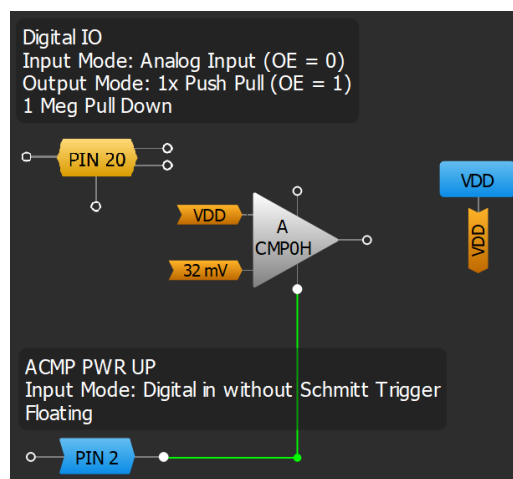 Digital IO
Input Mode: Analog Input (OE = 0)
Output Mode: 1x Push Pull (OE = 1)
1 Meg Pull Down
PIN 20
VDD
VDD
A
CMP0H
VDD
32 mV
ACMP PWR UP
Input Mode: Digital in without Schmitt Trigger
Floating
PIN 2